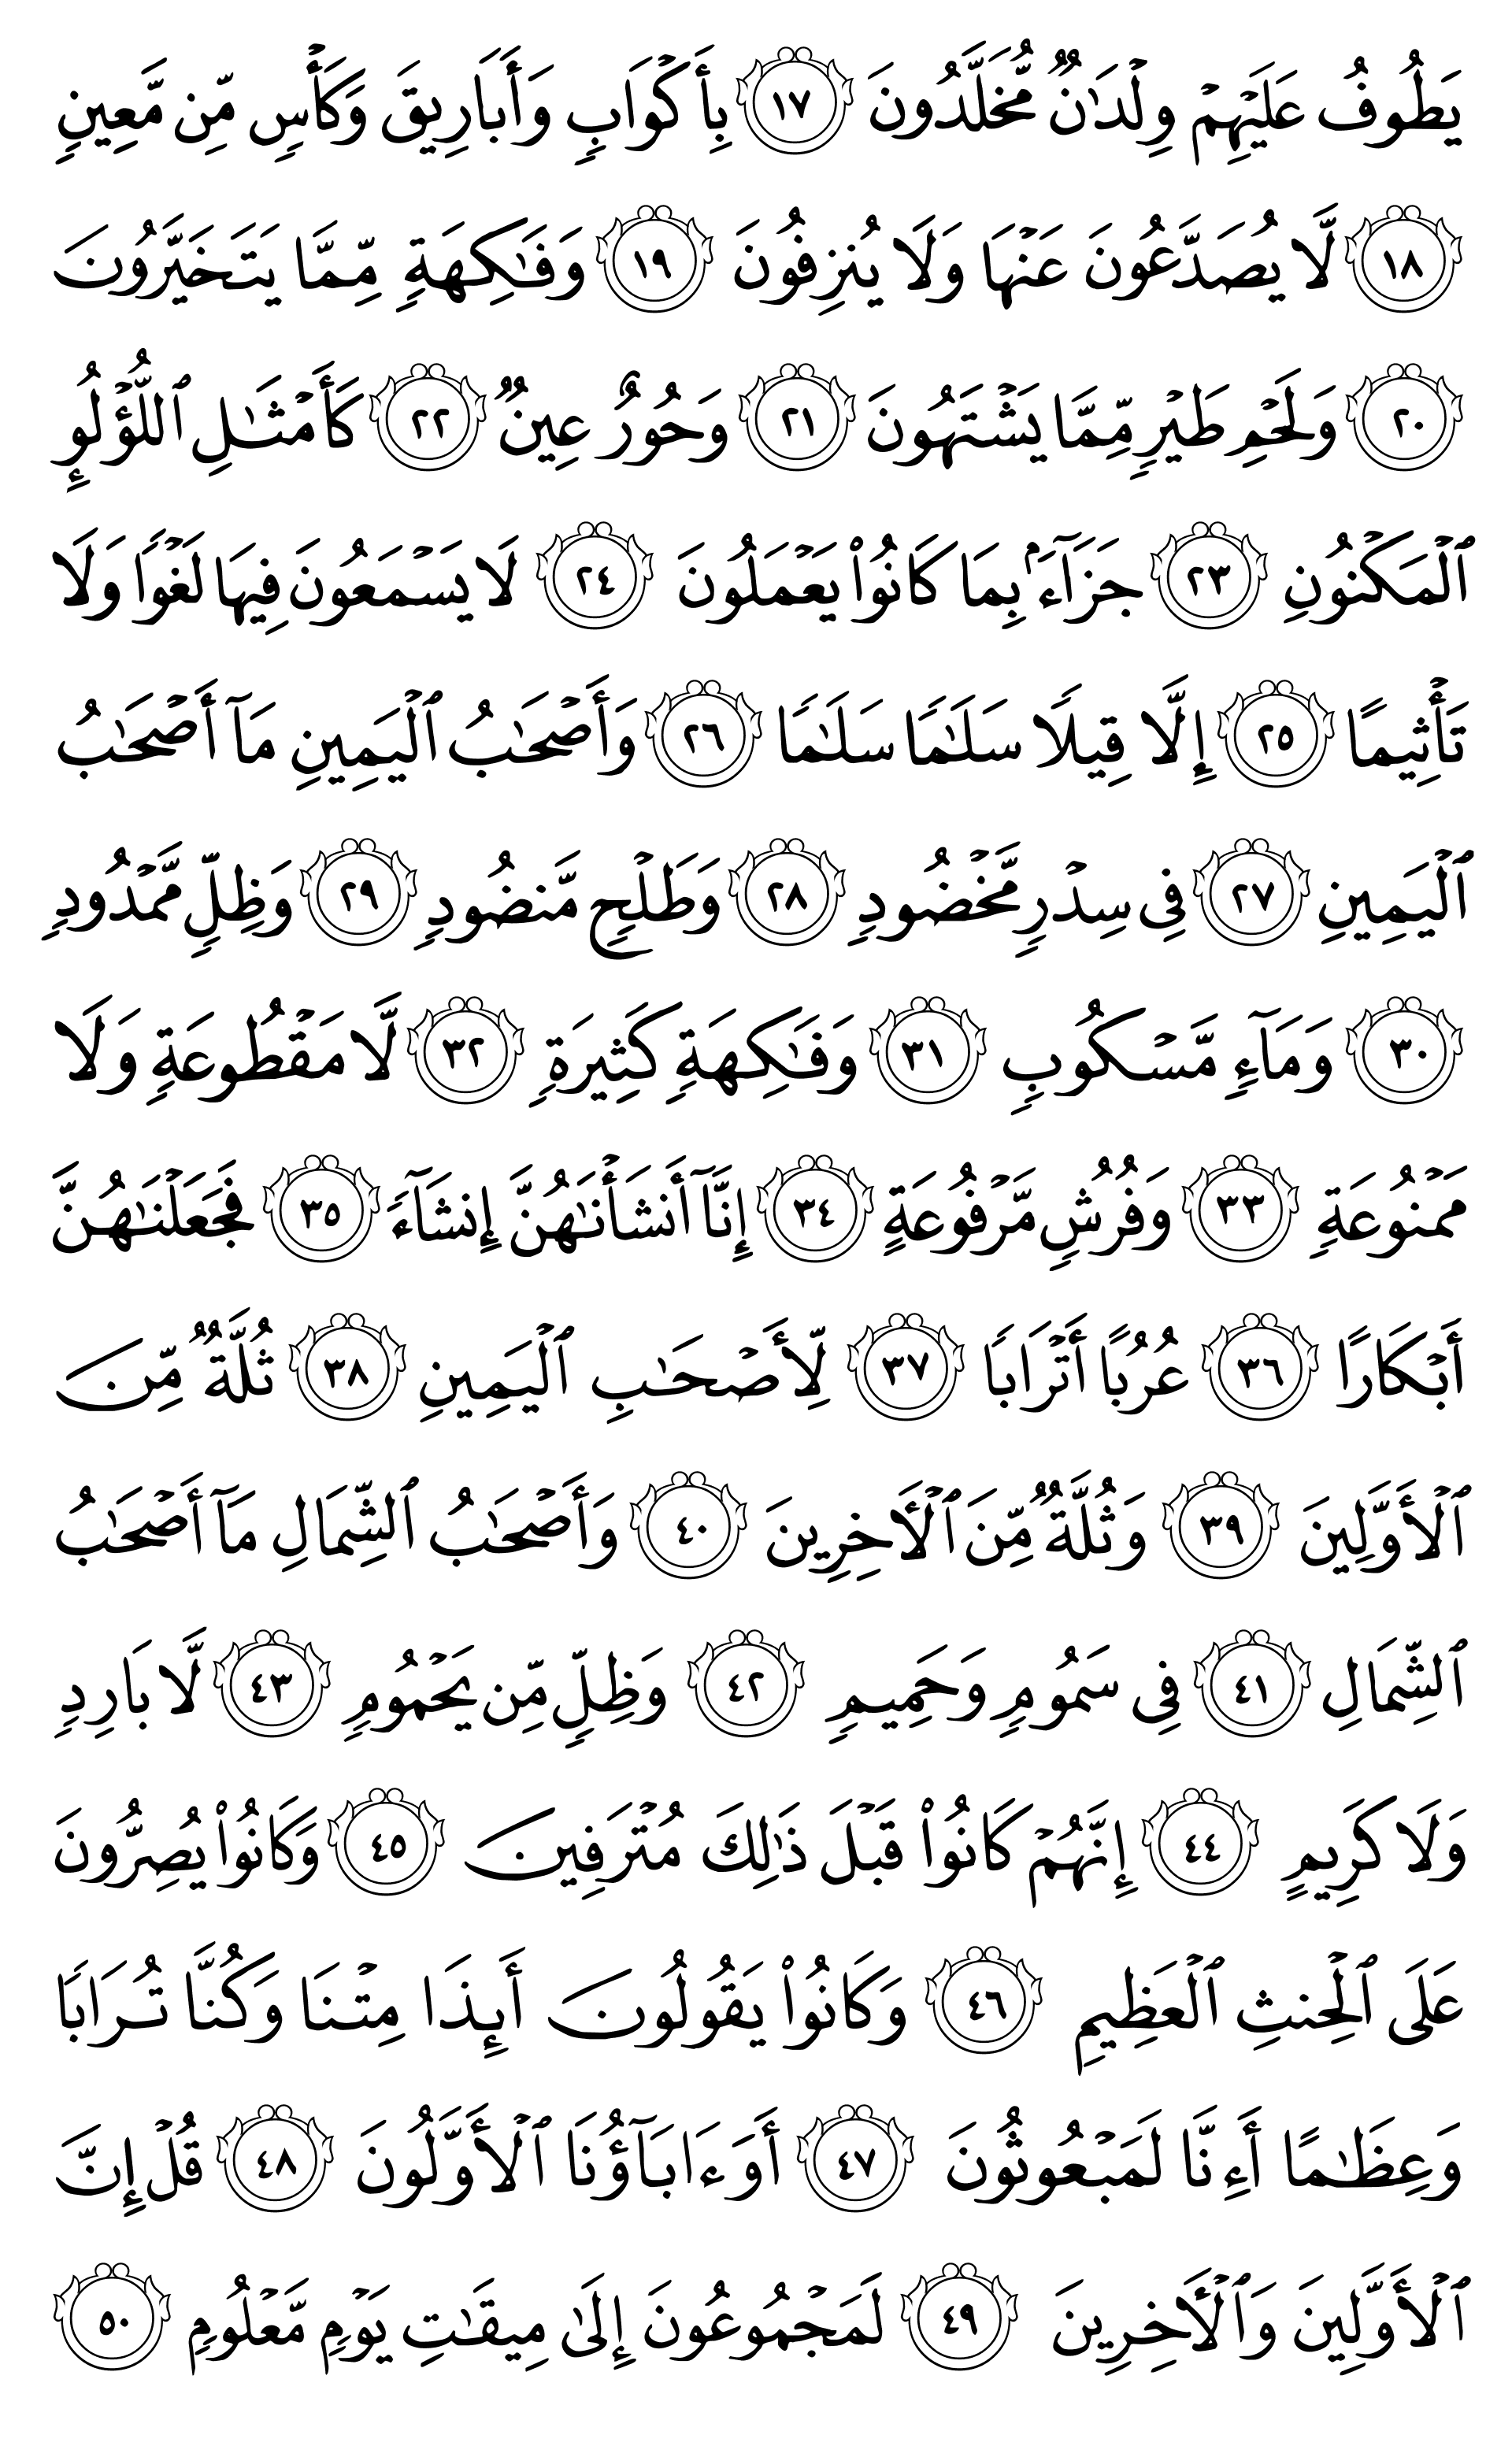 يَطُوفُ عَلَيۡهِمۡ وِلۡدَٰنٞ مُّخَلَّدُونَ ١٧ بِأَكۡوَابٖ وَأَبَارِيقَ وَكَأۡسٖ مِّن مَّعِينٖ
١٨ لَّا يُصَدَّعُونَ عَنۡهَا وَلَا يُنزِفُونَ ١٩ وَفَٰكِهَةٖ مِّمَّا يَتَخَيَّرُونَ
٢٠ وَلَحۡمِ طَيۡرٖ مِّمَّا يَشۡتَهُونَ ٢١ وَحُورٌ عِينٞ ٢٢ كَأَمۡثَٰلِ ٱللُّؤۡلُوِٕ
ٱلۡمَكۡنُونِ ٢٣ جَزَآءَۢ بِمَا كَانُواْ يَعۡمَلُونَ ٢٤ لَا يَسۡمَعُونَ فِيهَا لَغۡوٗا وَلَا
تَأۡثِيمًا ٢٥ إِلَّا قِيلٗا سَلَٰمٗا سَلَٰمٗا ٢٦ وَأَصۡحَٰبُ ٱلۡيَمِينِ مَآ أَصۡحَٰبُ
ٱلۡيَمِينِ ٢٧ فِي سِدۡرٖ مَّخۡضُودٖ ٢٨ وَطَلۡحٖ مَّنضُودٖ ٢٩ وَظِلّٖ مَّمۡدُودٖ
٣٠ وَمَآءٖ مَّسۡكُوبٖ ٣١ وَفَٰكِهَةٖ كَثِيرَةٖ ٣٢ لَّا مَقۡطُوعَةٖ وَلَا
مَمۡنُوعَةٖ ٣٣ وَفُرُشٖ مَّرۡفُوعَةٍ ٣٤ إِنَّآ أَنشَأۡنَٰهُنَّ إِنشَآءٗ ٣٥ فَجَعَلۡنَٰهُنَّ
أَبۡكَارًا ٣٦ عُرُبًا أَتۡرَابٗا ٣٧ لِّأَصۡحَٰبِ ٱلۡيَمِينِ ٣٨ ثُلَّةٞ مِّنَ
ٱلۡأَوَّلِينَ ٣٩ وَثُلَّةٞ مِّنَ ٱلۡأٓخِرِينَ ٤٠ وَأَصۡحَٰبُ ٱلشِّمَالِ مَآ أَصۡحَٰبُ
ٱلشِّمَالِ ٤١ فِي سَمُومٖ وَحَمِيمٖ ٤٢ وَظِلّٖ مِّن يَحۡمُومٖ ٤٣ لَّا بَارِدٖ
وَلَا كَرِيمٍ ٤٤ إِنَّهُمۡ كَانُواْ قَبۡلَ ذَٰلِكَ مُتۡرَفِينَ ٤٥ وَكَانُواْ يُصِرُّونَ
عَلَى ٱلۡحِنثِ ٱلۡعَظِيمِ ٤٦ وَكَانُواْ يَقُولُونَ أَئِذَا مِتۡنَا وَكُنَّا تُرَابٗا
وَعِظَٰمًا أَءِنَّا لَمَبۡعُوثُونَ ٤٧ أَوَءَابَآؤُنَا ٱلۡأَوَّلُونَ ٤٨ قُلۡ إِنَّ
ٱلۡأَوَّلِينَ وَٱلۡأٓخِرِينَ ٤٩ لَمَجۡمُوعُونَ إِلَىٰ مِيقَٰتِ يَوۡمٖ مَّعۡلُومٖ ٥٠